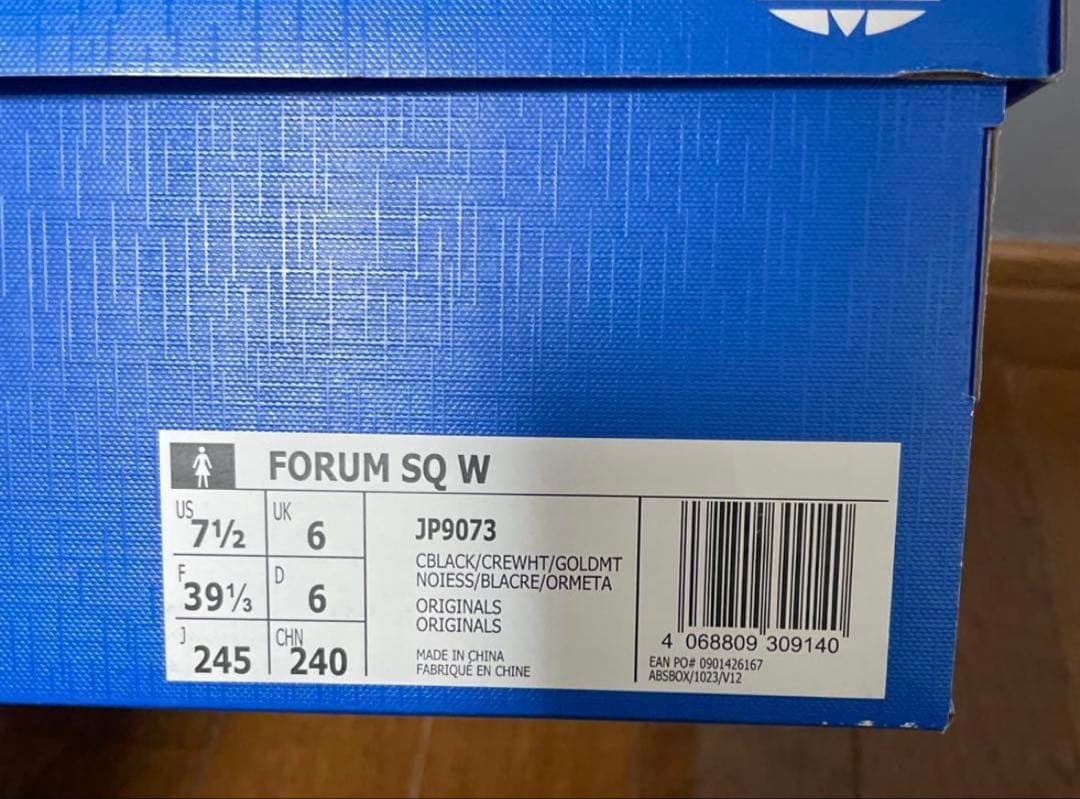 FORUM SQ W
US 7½
UK 6
F 39⅓
D 6
J 245
CHN 240
JP9073
CBLACK/CREWHT/GOLDMT
NOIESS/BLACRE/ORMETA
ORIGINALS
ORIGINALS
MADE IN CHINA
FABRIQUÉ EN CHINE
4 068809 309140
EAN PO# 0901426167
ABSBOX/1023/V12